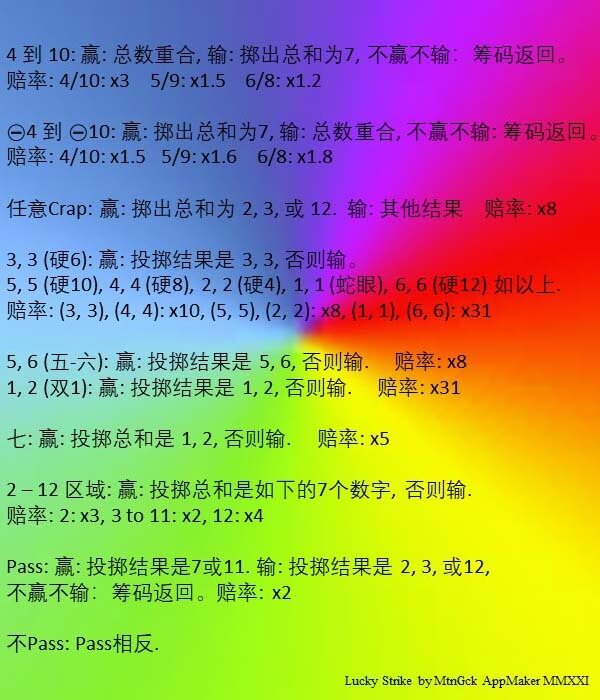 4 到 10: 赢: 总数重合, 输: 掷出总和为7, 不赢不输： 筹码返回。
赔率: 4/10: x3 5/9: x1.5 6/8: x1.2
㊀4 到 ㊀10: 赢: 掷出总和为7, 输: 总数重合, 不赢不输: 筹码返回。
赔率: 4/10: x1.5 5/9: x1.6 6/8: x1.8
任意Crap: 赢: 掷出总和为 2, 3, 或 12. 输: 其他结果 赔率: x8
3, 3 (硬6): 赢: 投掷结果是 3, 3, 否则输。
5, 5 (硬10), 4, 4 (硬8), 2, 2 (硬4), 1, 1 (蛇眼), 6, 6 (硬12) 如以上.
赔率: (3, 3), (4, 4): x10, (5, 5), (2, 2): x8, (1, 1), (6, 6): x31
5, 6 (五-六): 赢: 投掷结果是 5, 6, 否则输. 赔率: x8
1, 2 (双1): 赢: 投掷结果是 1, 2, 否则输. 赔率: x31
七: 赢: 投掷总和是 1, 2, 否则输. 赔率: x5
2 – 12 区域: 赢: 投掷总和是如下的7个数字, 否则输.
赔率: 2: x3, 3 to 11: x2, 12: x4
Pass: 赢: 投掷结果是7或11. 输: 投掷结果是 2, 3, 或12,
不赢不输： 筹码返回。赔率: x2
不Pass: Pass相反.
Lucky Strike by MtnGck AppMaker MMXXI